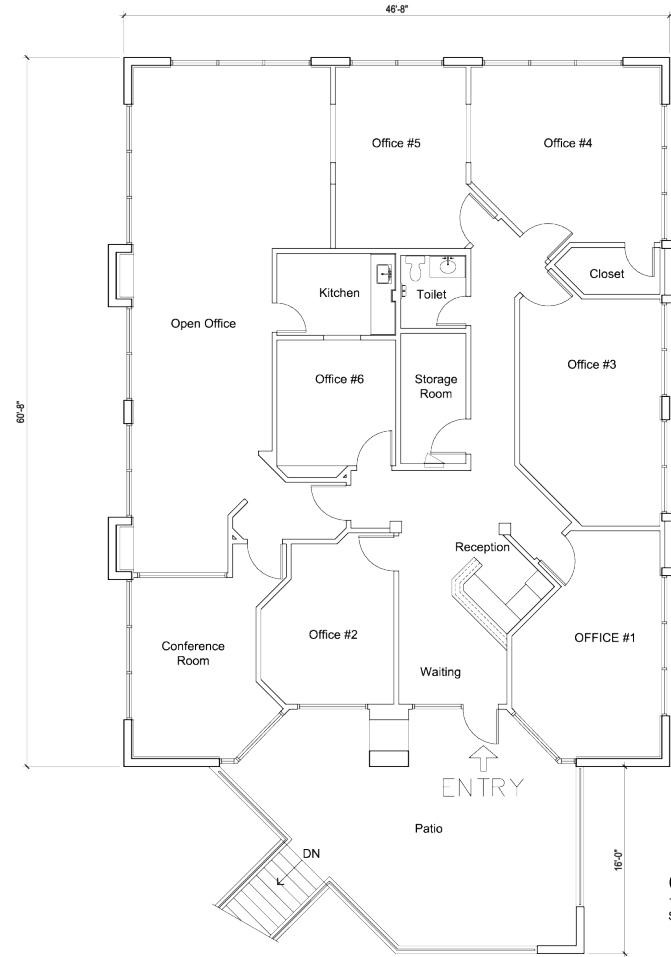 46'-8"
Office #5
Office #4
Closet
Kitchen
Toilet
Open Office
Office #3
Office #6
Storage
Room
60'-8"
Reception
Office #2
OFFICE #1
Conference
Room
Waiting
ENTRY
Patio
DN
16'-0"